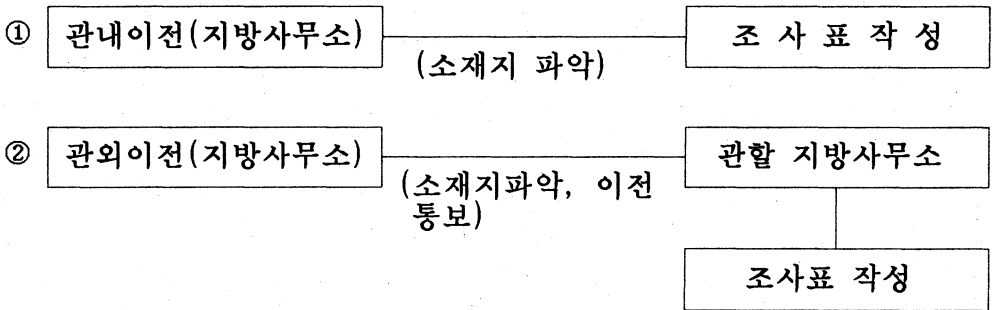 ① 관내이전(지방사무소) 조 사 표 작 성
(소재지 파악)
② 관외이전(지방사무소) 관할 지방사무소
(소재지파악, 이전
통보)
조사표 작성